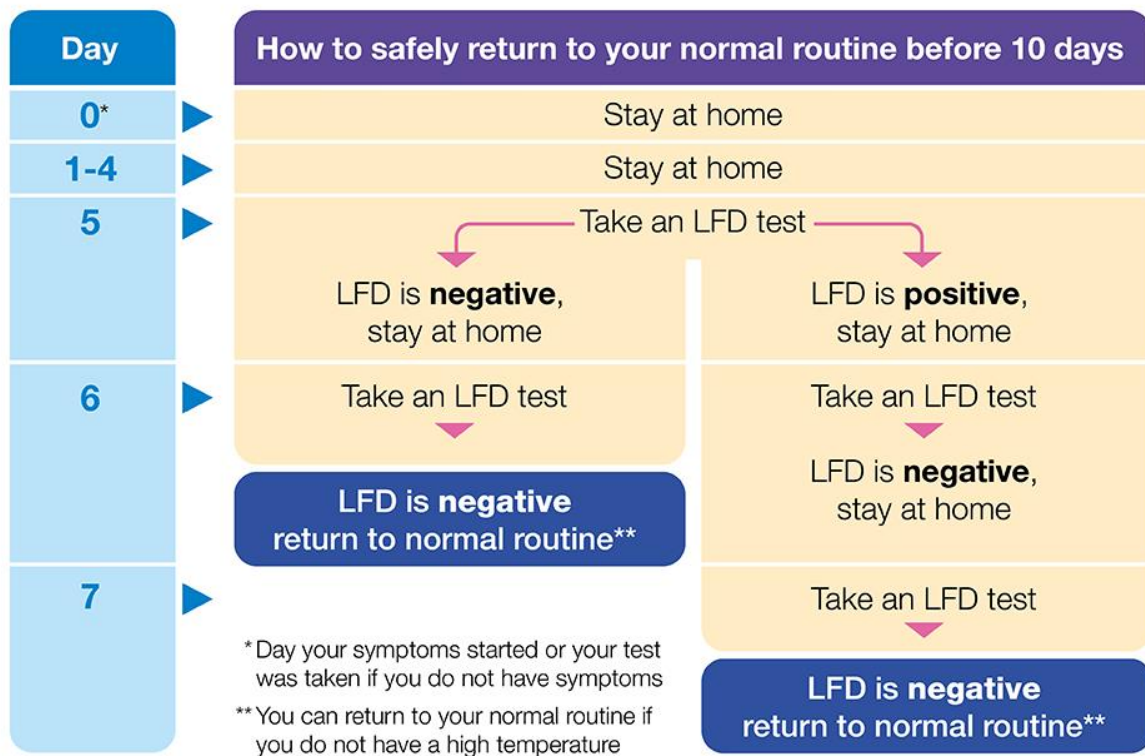 Day
How to safely return to your normal routine before 10 days
0*
Stay at home
1-4
Stay at home
5
Take an LFD test
LFD is negative,
stay at home
LFD is positive,
stay at home
6
Take an LFD test
LFD is negative
return to normal routine**
Take an LFD test
LFD is negative,
stay at home
7
Take an LFD test
LFD is negative
return to normal routine**
* Day your symptoms started or your test
was taken if you do not have symptoms
** You can return to your normal routine if
you do not have a high temperature